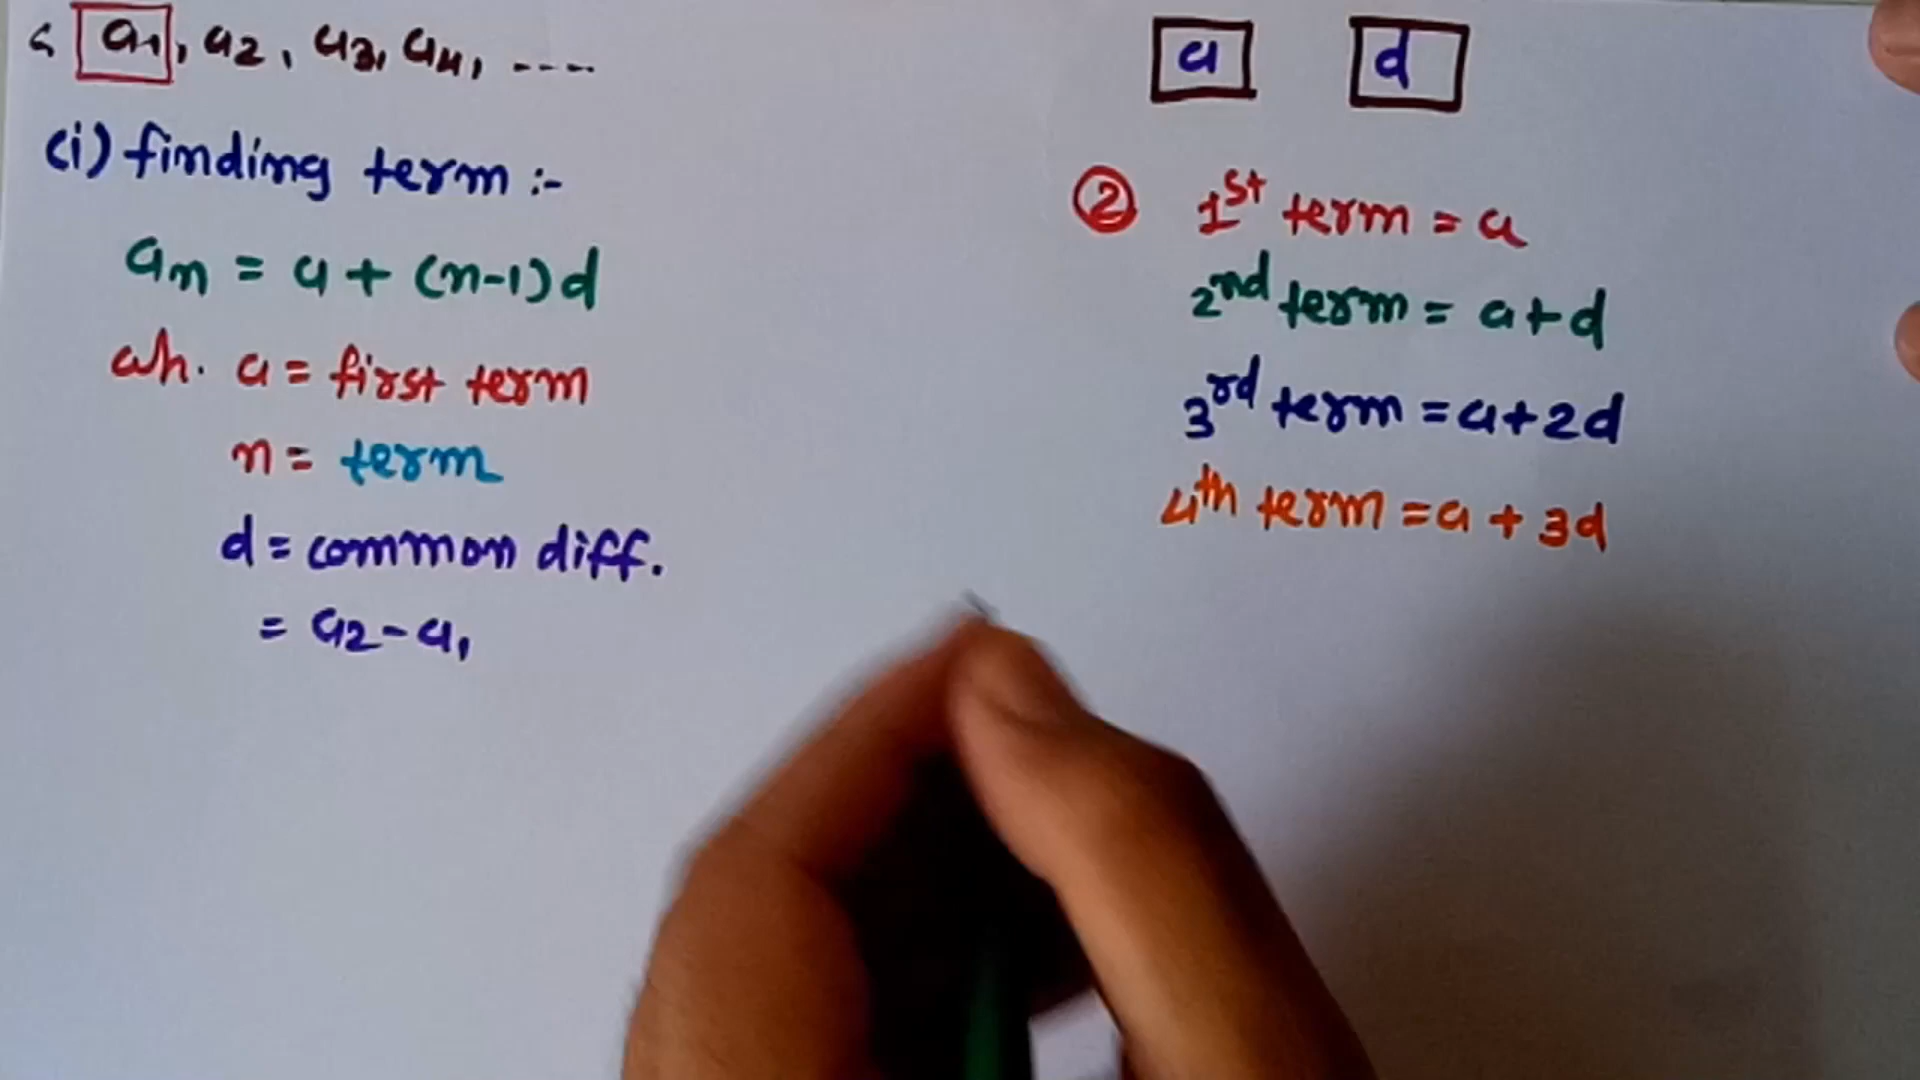 a1, a2, a3, a4, ----
(i) finding term :-
an = a + (n-1)d
wh. a = first term
n = term
d = common diff.
= a2 - a1
a d
② 1st term = a
2nd term = a+d
3rd term = a+2d
4th term = a + 3d